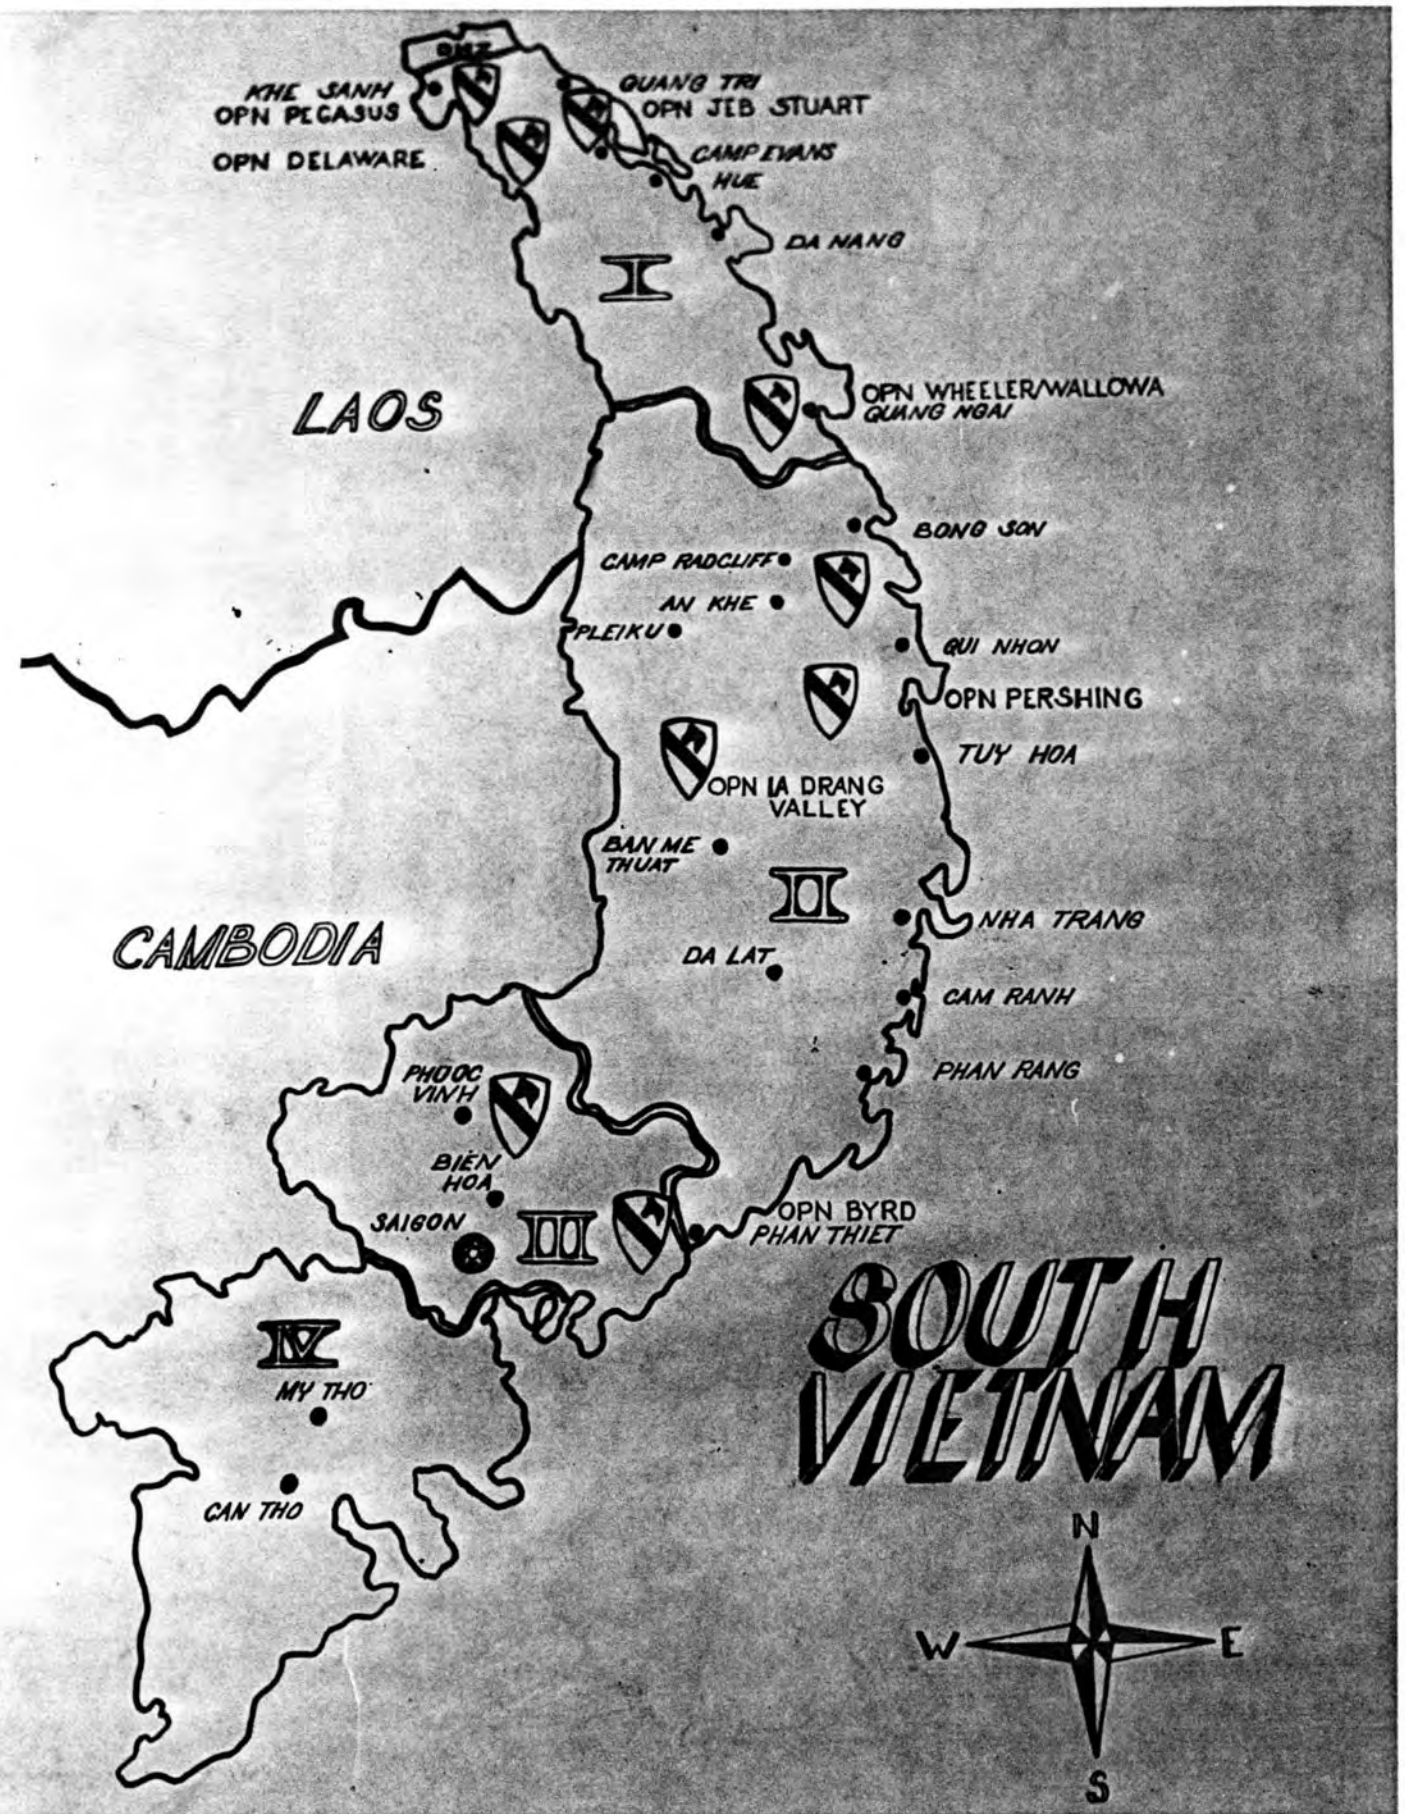 DMZ
KHE SANH
OPN PEGASUS
OPN DELAWARE
QUANG TRI
OPN JEB STUART
CAMP EVANS
HUE
DA NANG
I
LAOS
OPN WHEELER/WALLOWA
QUANG NGAI
BONG SON
CAMP RADCLIFF
AN KHE
PLEIKU
QUI NHON
OPN PERSHING
TUY HOA
OPN IA DRANG
VALLEY
BAN ME
THUAT
II
NHA TRANG
CAMBODIA
DA LAT
CAM RANH
PHAN RANG
PHUOC
VINH
BIEN
HOA
SAIGON
III
OPN BYRD
PHAN THIET
SOUTH
VIETNAM
IV
MY THO
CAN THO
N
W
E
S